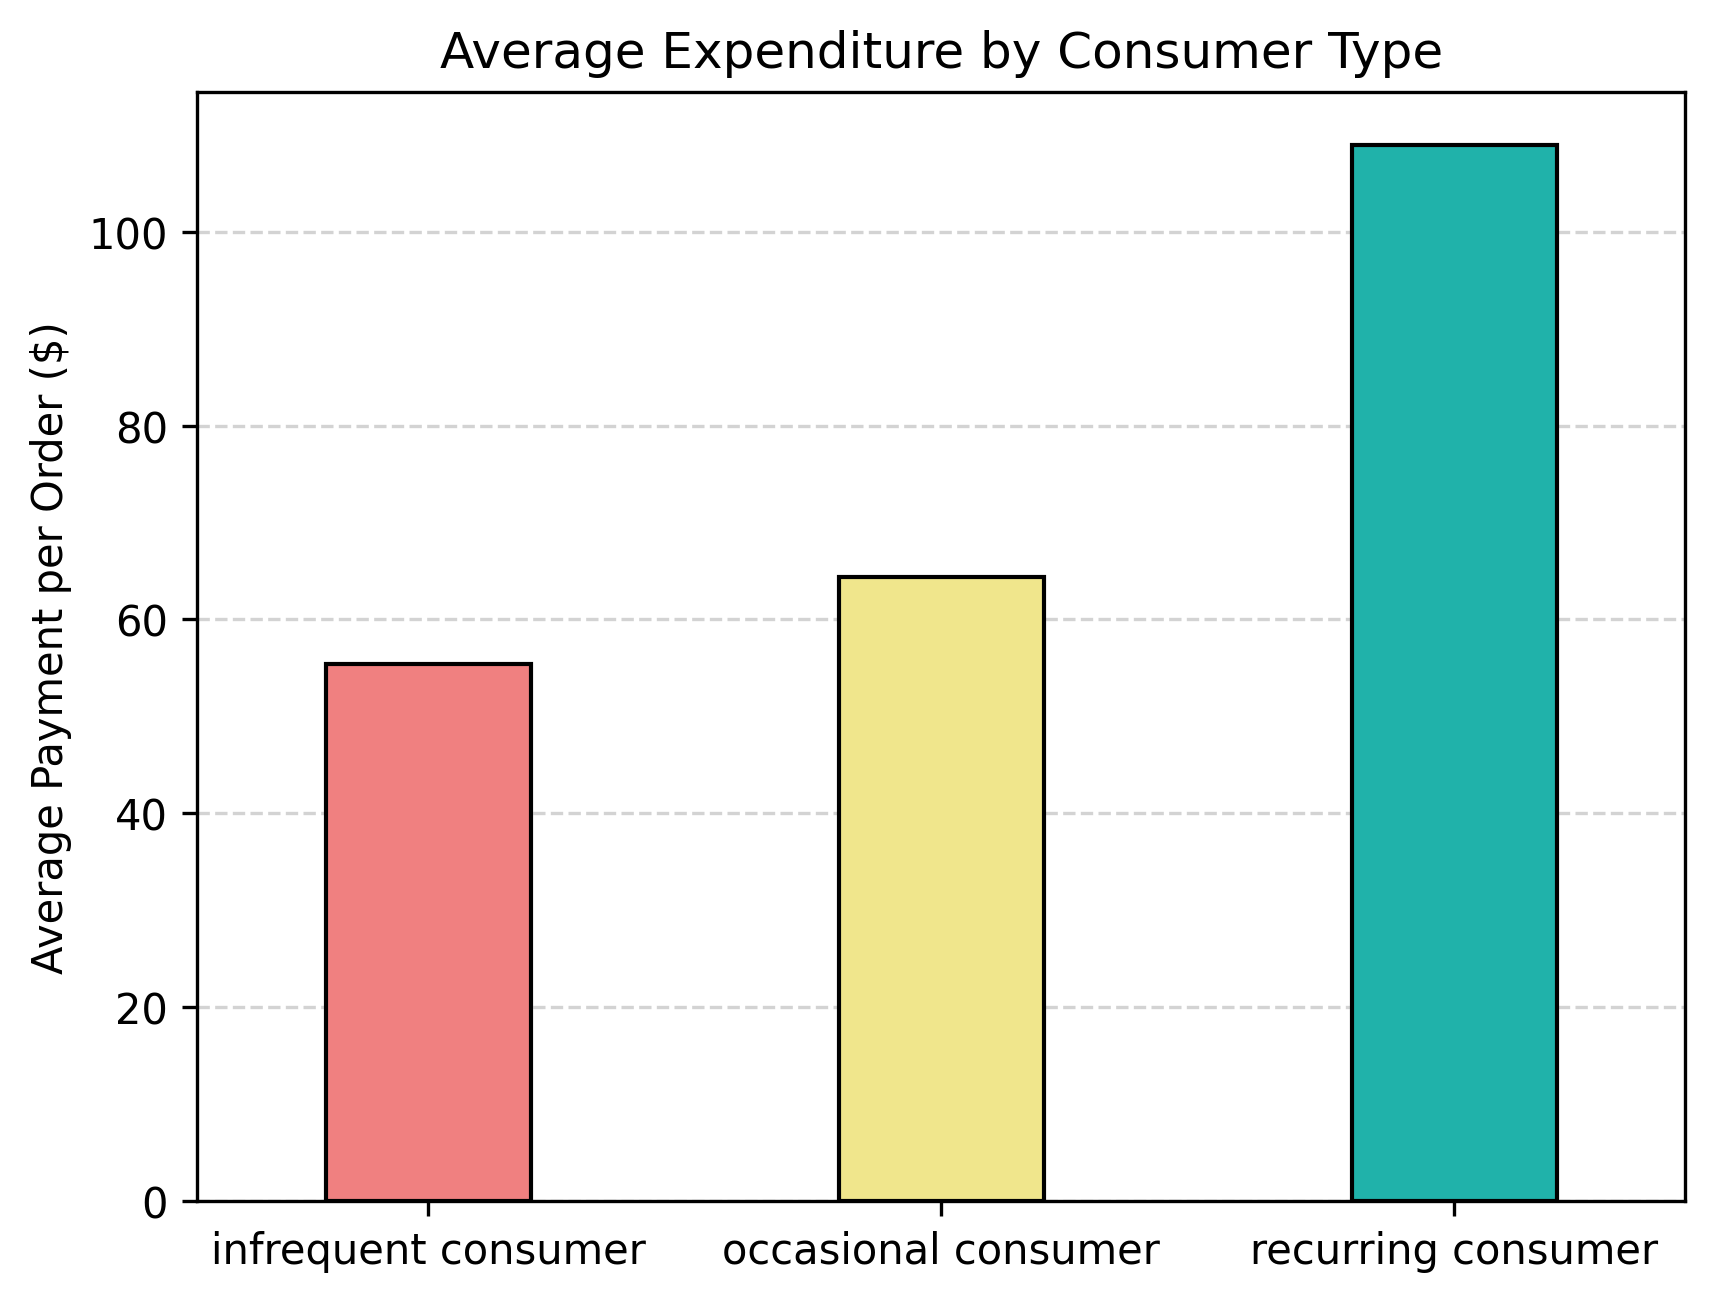 Average Expenditure by Consumer Type
Average Payment per Order ($)
100
80
60
40
20
0
infrequent consumer
occasional consumer
recurring consumer